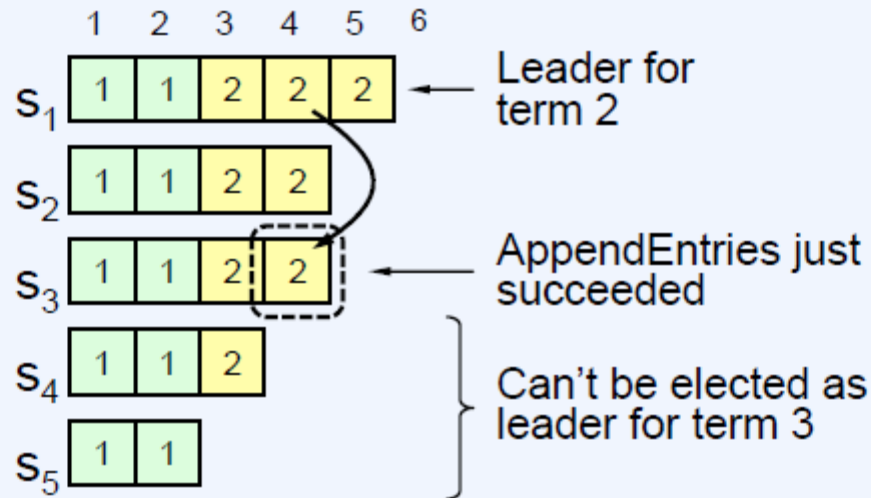 1 2 3 4 5 6
s1 1 1 2 2 2
Leader for
term 2
s2 1 1 2 2
s3 1 1 2 2
AppendEntries just
succeeded
s4 1 1 2
Can't be elected as
leader for term 3
s5 1 1